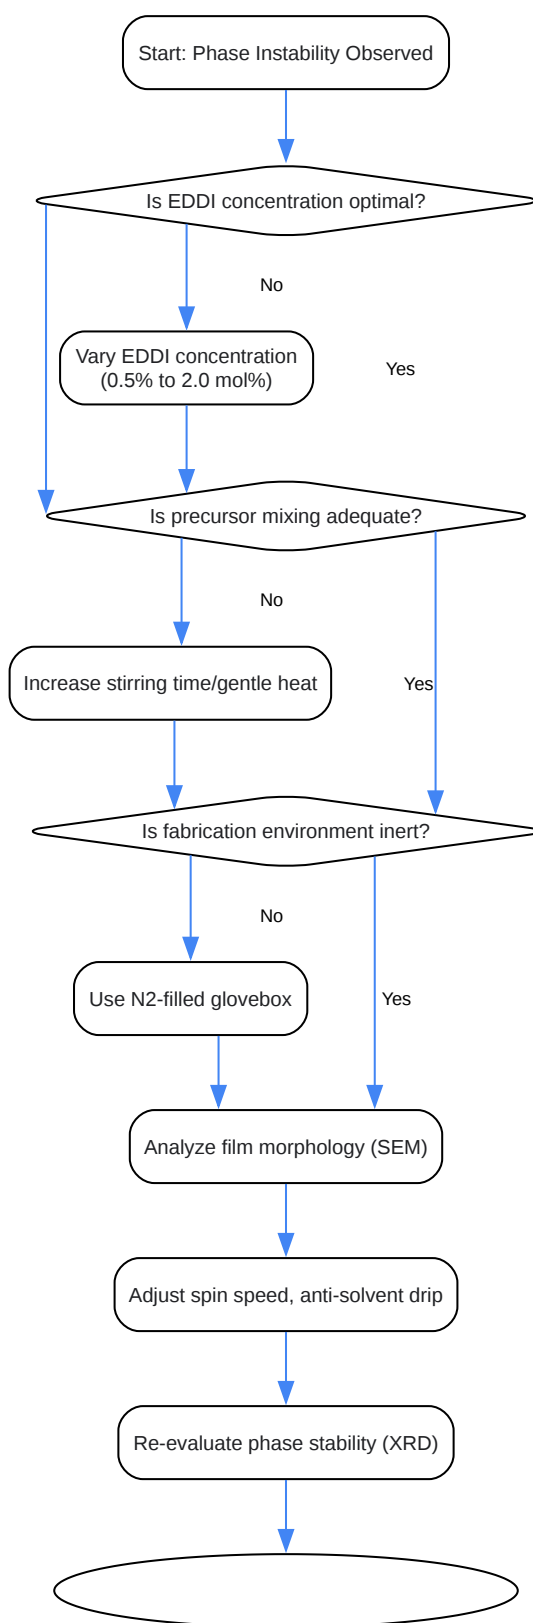 Start: Phase Instability Observed
Is EDDI concentration optimal?
No
Vary EDDI concentration
(0.5% to 2.0 mol%)
Yes
Is precursor mixing adequate?
No
Increase stirring time/gentle heat
Yes
Is fabrication environment inert?
No
Use N2-filled glovebox
Yes
Analyze film morphology (SEM)
Adjust spin speed, anti-solvent drip
Re-evaluate phase stability (XRD)